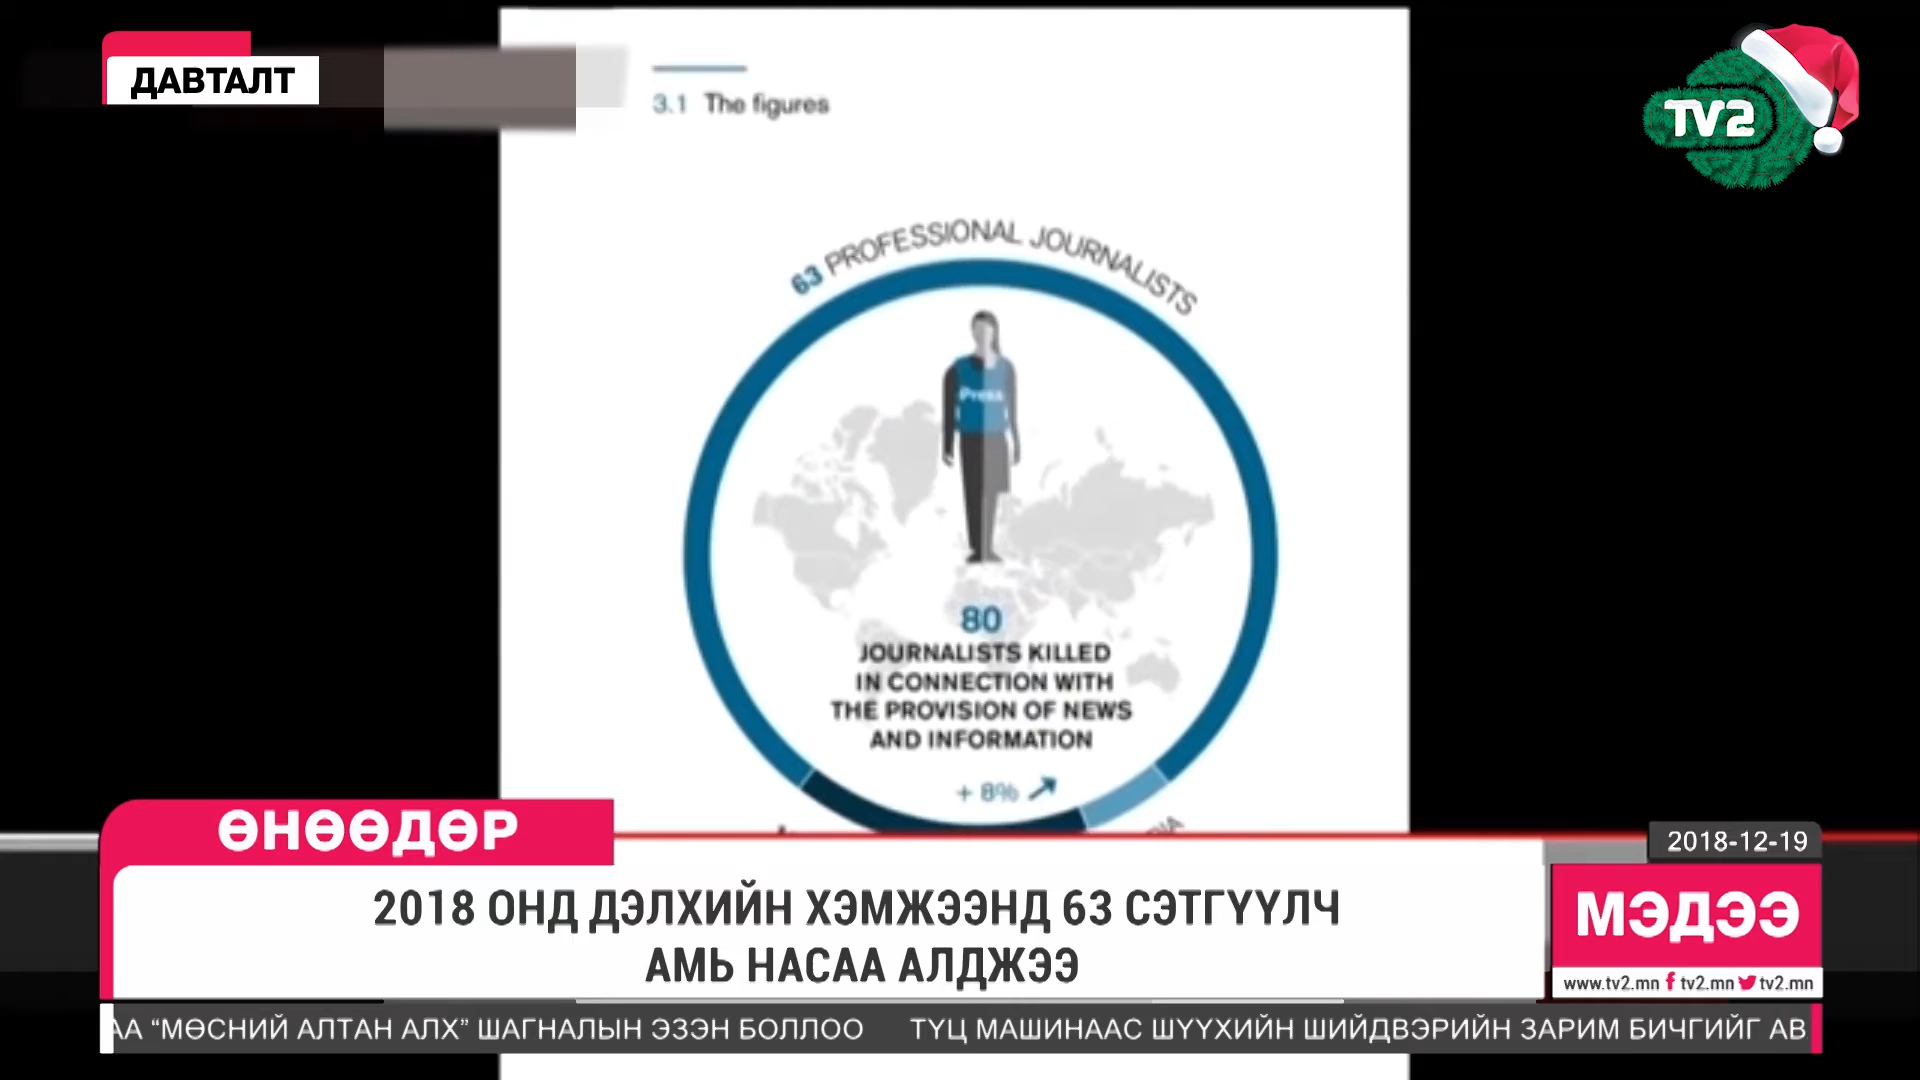 ДАВТАЛТ
TV2
3.1 The figures
63 PROFESSIONAL JOURNALISTS
Press
80
JOURNALISTS KILLED
IN CONNECTION WITH
THE PROVISION OF NEWS
AND INFORMATION
+ 8%
ӨНӨӨДӨР
2018-12-19
2018 ОНД ДЭЛХИЙН ХЭМЖЭЭНД 63 СЭТГҮҮЛЧ
АМЬ НАСАА АЛДЖЭЭ
МЭДЭЭ
www.tv2.mn tv2.mn tv2.mn
АА “МӨСНИЙ АЛТАН АЛХ” ШАГНАЛЫН ЭЗЭН БОЛЛОО ТҮЦ МАШИНААС ШҮҮХИЙН ШИЙДВЭРИЙН ЗАРИМ БИЧГИЙГ АВ